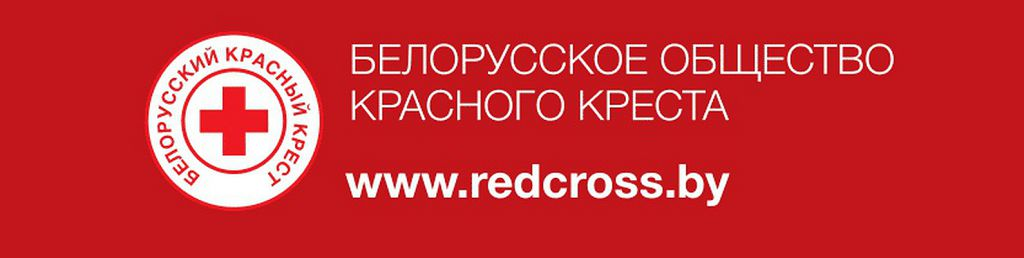 БЕЛОРУССКИЙ КРАСНЫЙ КРЕСТ
БЕЛОРУССКОЕ ОБЩЕСТВО
КРАСНОГО КРЕСТА
www.redcross.by